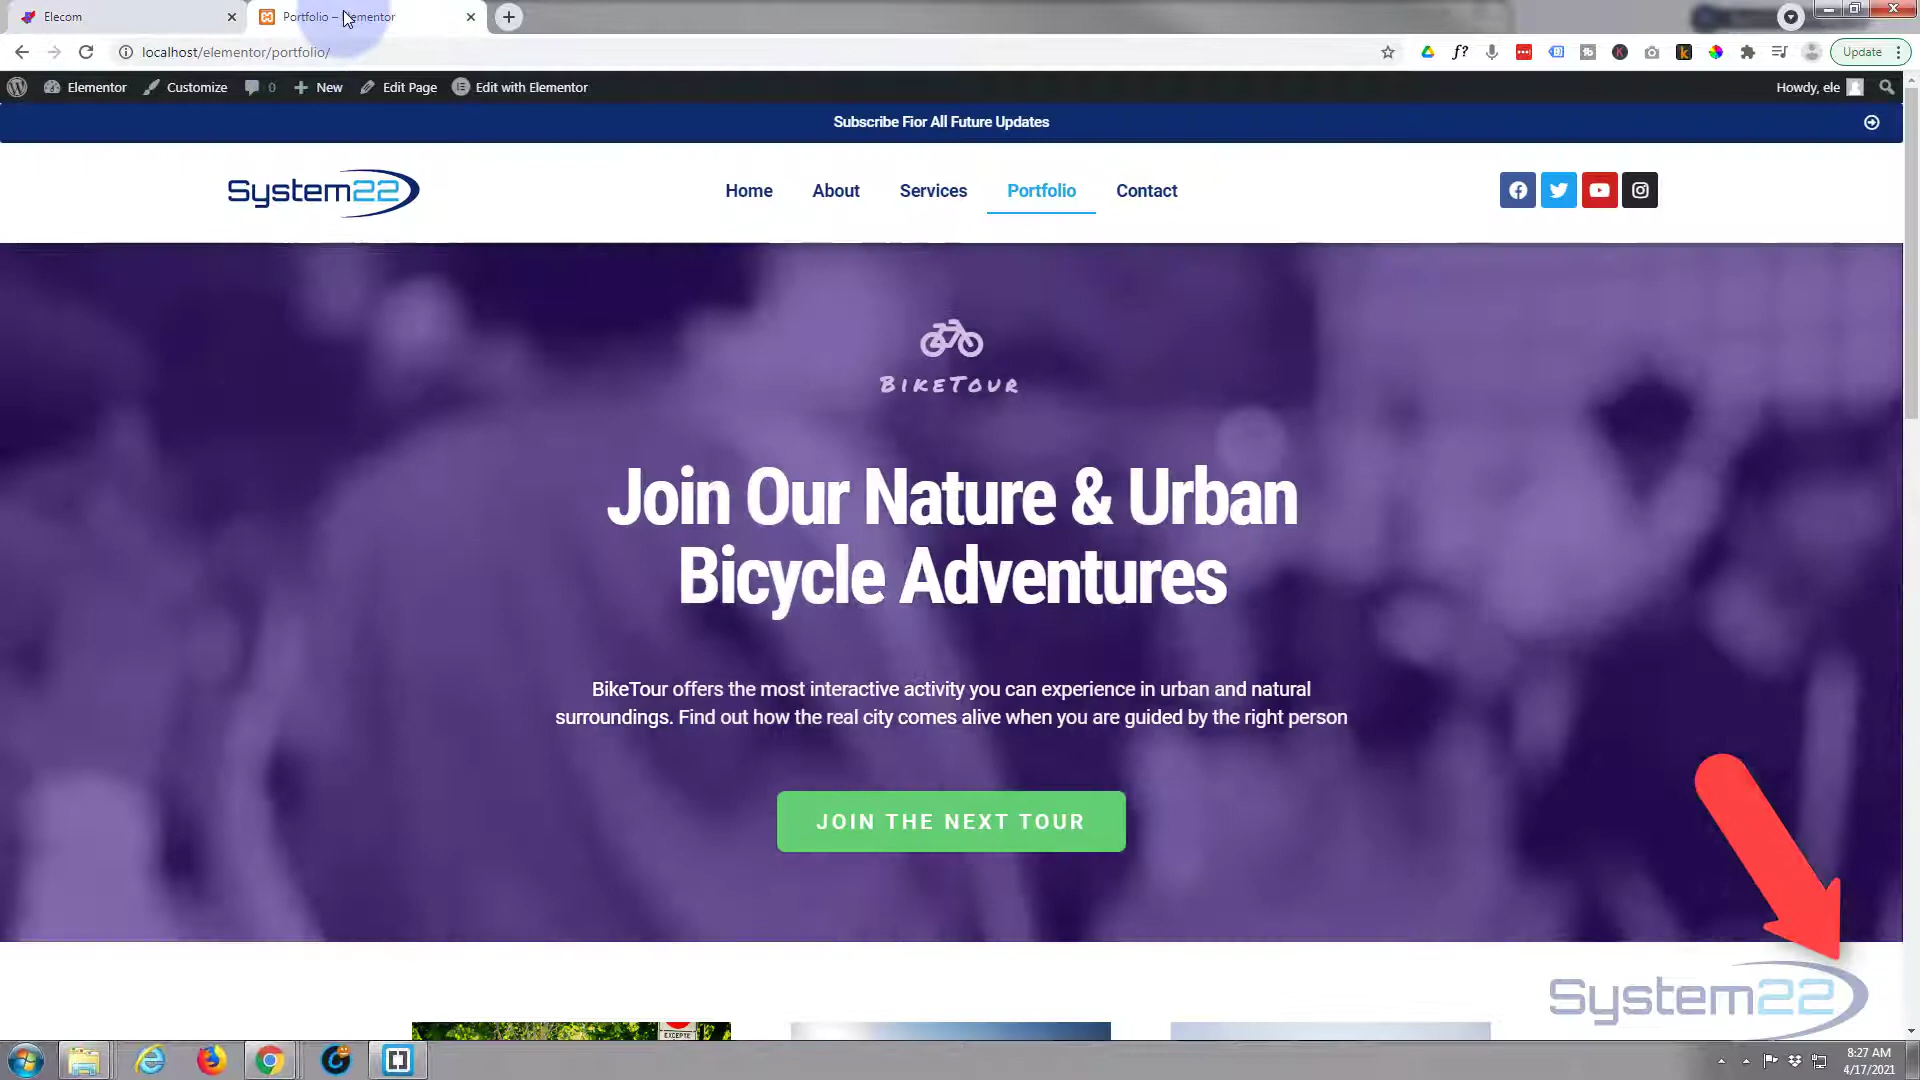 Elecom
Portfolio – Elementor
localhost/elementor/portfolio/
Update
Elementor
Customize
0
New
Edit Page
Edit with Elementor
Howdy, ele
Subscribe Fior All Future Updates
System22
Home
About
Services
Portfolio
Contact
BikeTour
Join Our Nature & Urban
Bicycle Adventures
BikeTour offers the most interactive activity you can experience in urban and natural
surroundings. Find out how the real city comes alive when you are guided by the right person
JOIN THE NEXT TOUR
System22
EXCEPTE
8:27 AM
4/17/2021